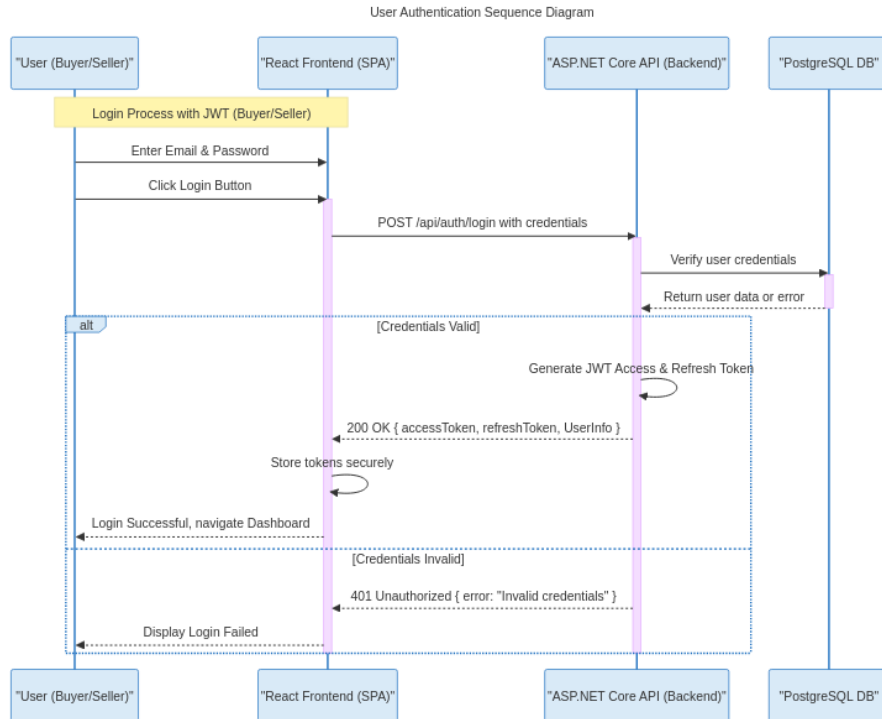 User Authentication Sequence Diagram
"User (Buyer/Seller)"
"React Frontend (SPA)"
"ASP.NET Core API (Backend)"
"PostgreSQL DB"
Login Process with JWT (Buyer/Seller)
Enter Email & Password
Click Login Button
POST /api/auth/login with credentials
Verify user credentials
Return user data or error
alt
[Credentials Valid]
Generate JWT Access & Refresh Token
200 OK { accessToken, refreshToken, UserInfo }
Store tokens securely
Login Successful, navigate Dashboard
[Credentials Invalid]
401 Unauthorized { error: "Invalid credentials" }
Display Login Failed
"User (Buyer/Seller)"
"React Frontend (SPA)"
"ASP.NET Core API (Backend)"
"PostgreSQL DB"